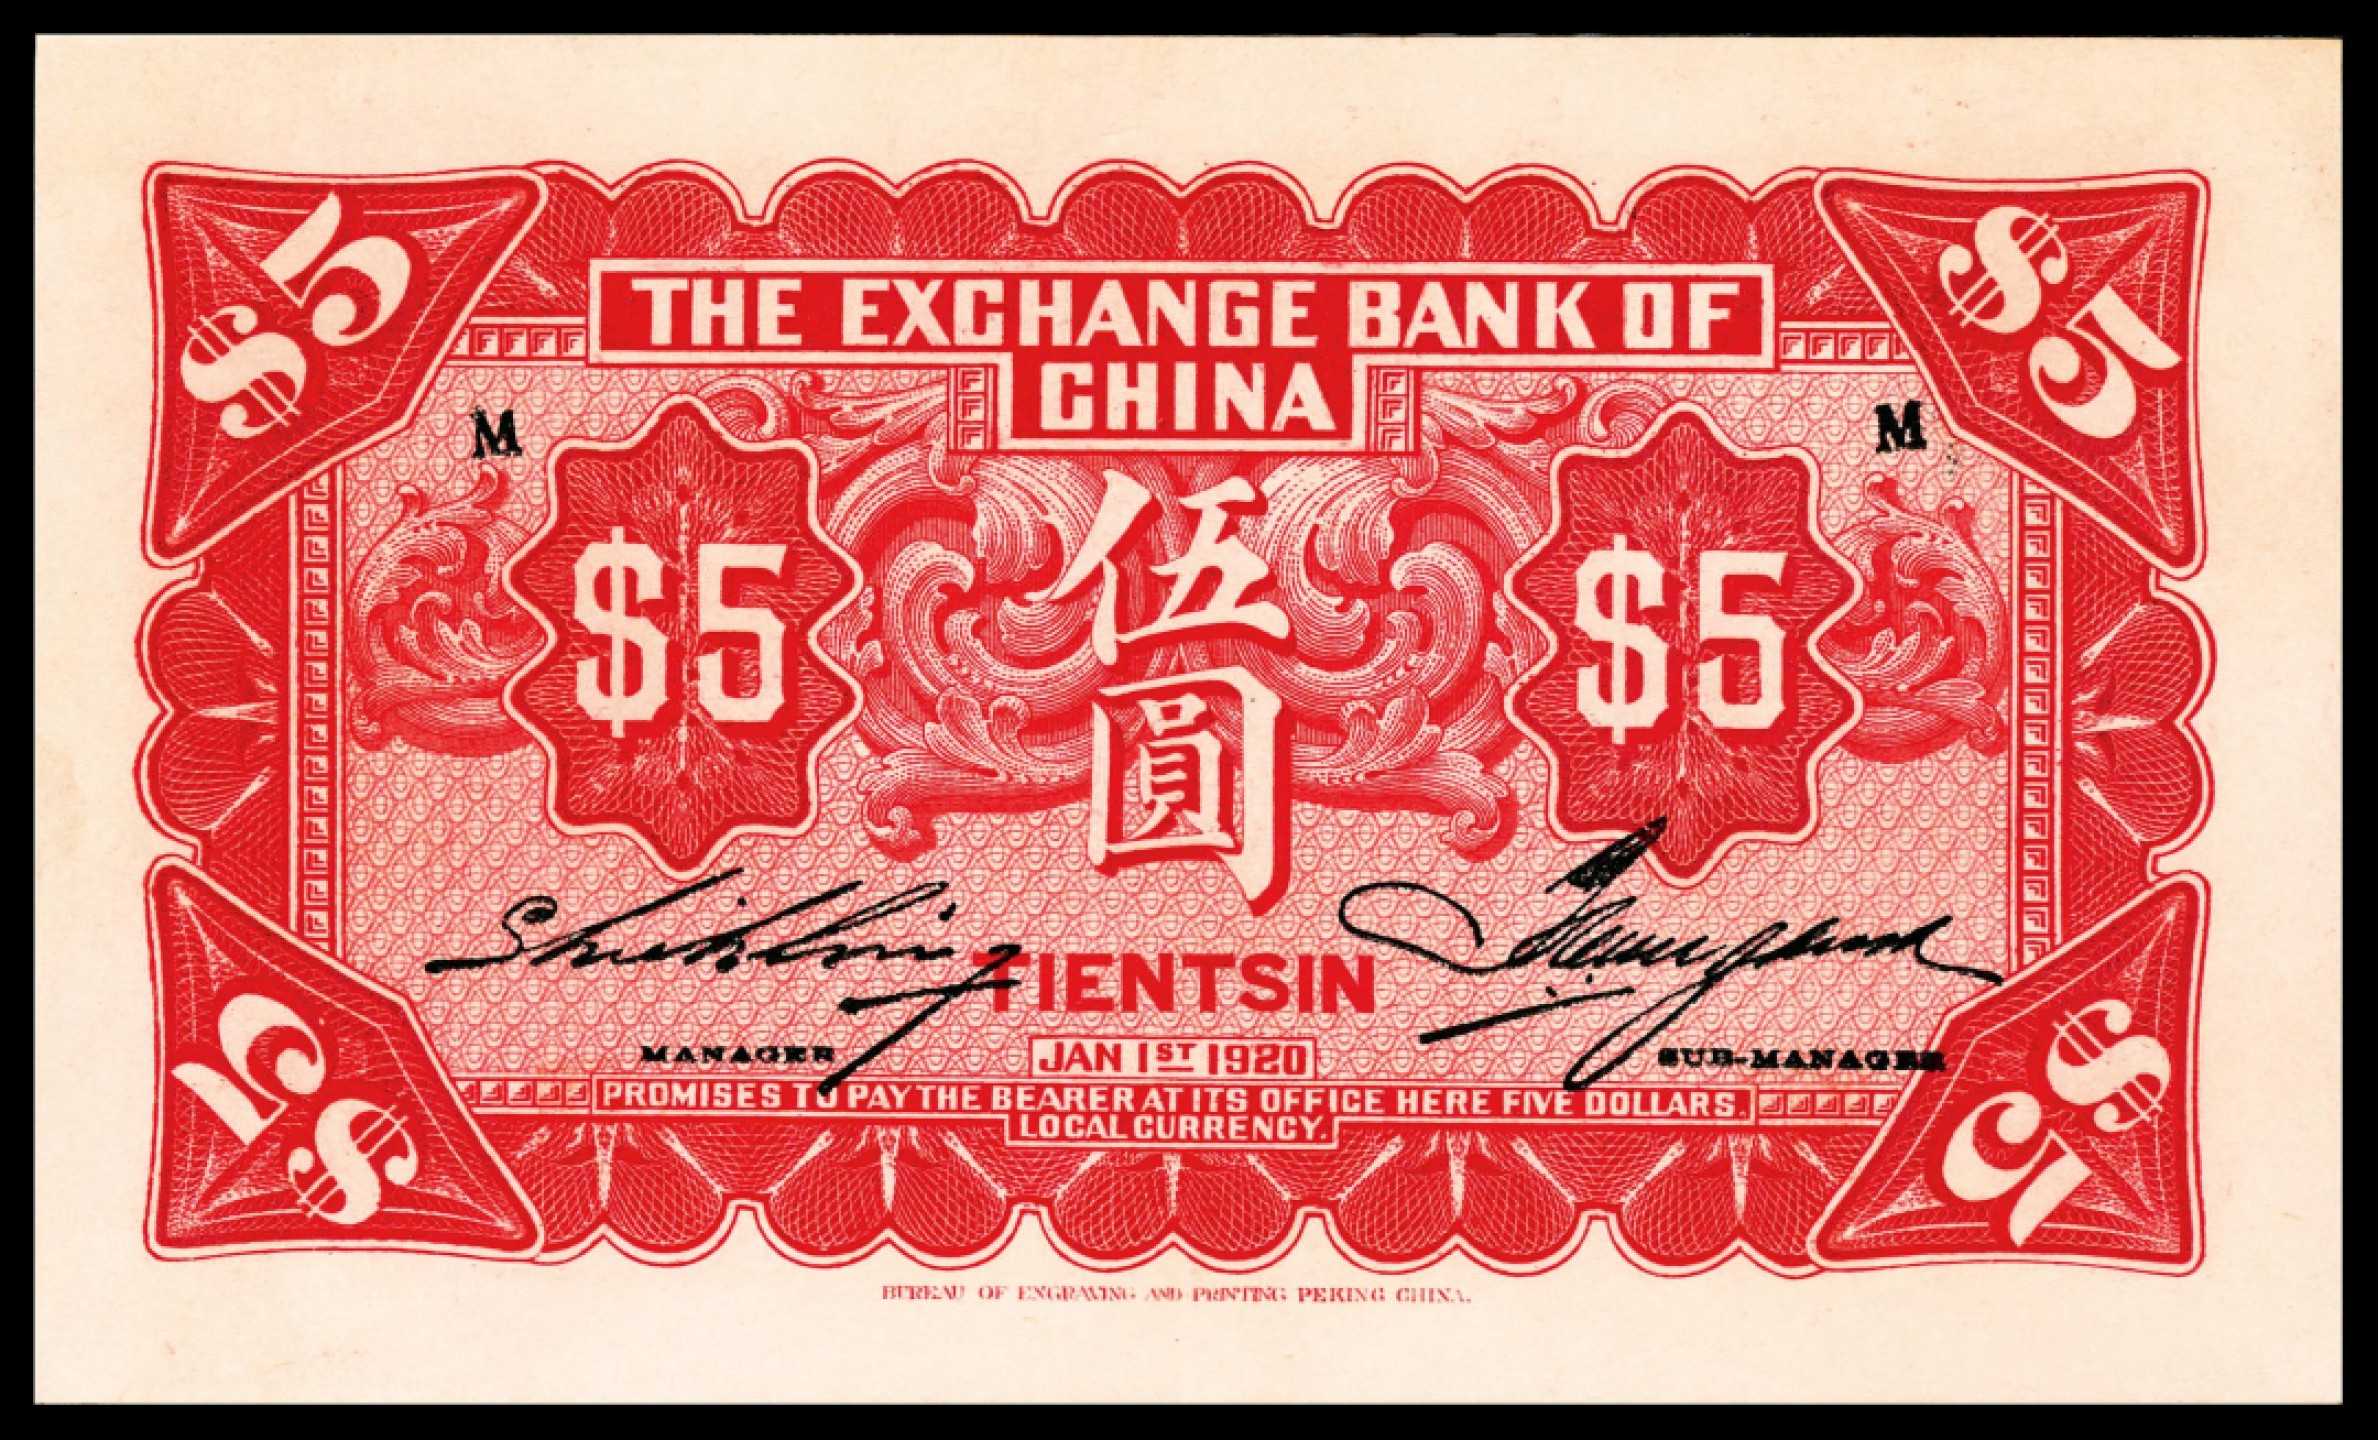 $5
$5
THE EXCHANGE BANK OF
CHINA
M
M
$5
伍圓
$5
TIENTSIN
MANAGER
JAN 1ST 1920
SUB-MANAGER
PROMISES TO PAY THE BEARER AT ITS OFFICE HERE FIVE DOLLARS.
LOCAL CURRENCY.
$5
$5
BUREAU OF ENGRAVING AND PRINTING PEKING CHINA.